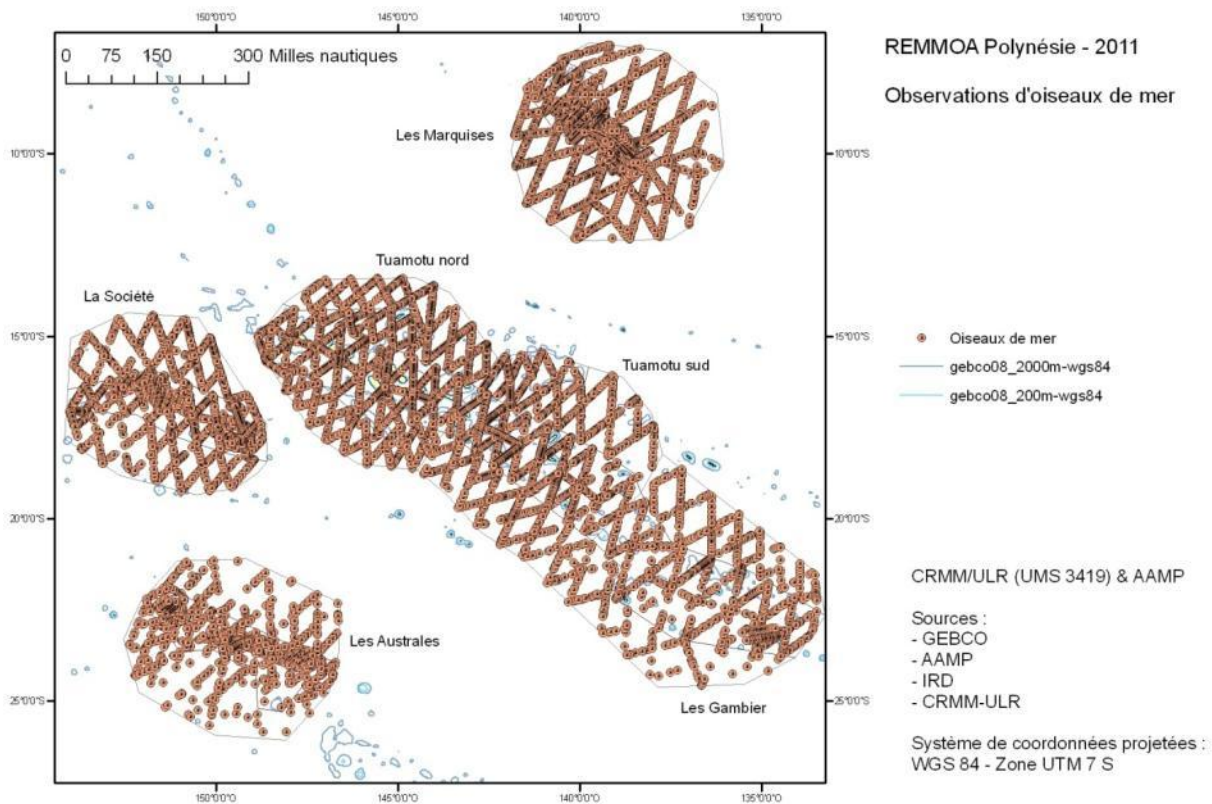 150°0'0"O 145°0'0"O 140°0'0"O 135°0'0"O
0 75 150 300 Milles nautiques
REMMOA Polynésie - 2011
Observations d'oiseaux de mer
Les Marquises
10°0'0"S 10°0'0"S
Tuamotu nord
La Société
15°0'0"S 15°0'0"S
Oiseaux de mer
Tuamotu sud
gebco08_2000m-wgs84
gebco08_200m-wgs84
20°0'0"S 20°0'0"S
CRMM/ULR (UMS 3419) & AAMP
Sources :
- GEBCO
- AAMP
- IRD
- CRMM-ULR
Les Australes
25°0'0"S 25°0'0"S
Les Gambier
Système de coordonnées projetées :
WGS 84 - Zone UTM 7 S
150°0'0"O 145°0'0"O 140°0'0"O 135°0'0"O